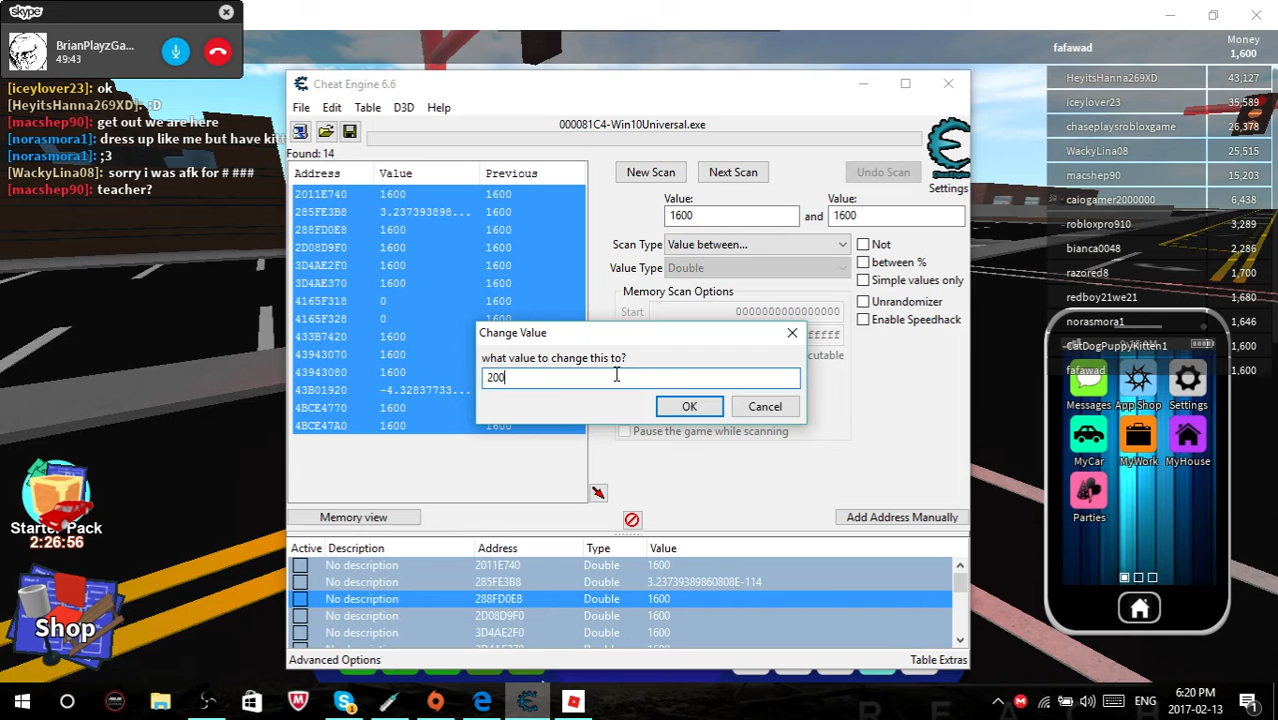 skype
BrianPlayzGa...
49:43
[iceylover23]: ok
[HeyitsHanna269XD]: :D
[macshep90]: get out we are here
[norasmora1]: dress up like me but have kitt
[norasmora1]: ;3
[WackyLina08]: sorry i was afk for # ###
[macshep90]: teacher?
Starter Pack
2:26:56
Shop
Cheat Engine 6.6
File Edit Table D3D Help
000081C4-Win10Universal.exe
Found: 14
Address Value Previous
2011E740 1600 1600
285FE3B8 3.237393898... 1600
288FD0E8 1600 1600
2D08D9F0 1600 1600
3D4AE2F0 1600 1600
3D4AE370 1600 1600
4165F318 0 1600
4165F328 0 1600
433B7420 1600
43943070 1600
43943080 1600
43B01920 -4.32837733...
4BCE4770 1600 1600
4BCE47A0 1600 1600
New Scan Next Scan Undo Scan
Settings
Value: Value:
1600 and 1600
Scan Type Value between...
Value Type Double
Not
between %
Simple values only
Memory Scan Options
Unrandomizer
Enable Speedhack
Start 0000000000000000
ffffff
cutable
Pause the game while scanning
Change Value
what value to change this to?
200
OK Cancel
Memory view Add Address Manually
Active Description Address Type Value
No description 2011E740 Double 1600
No description 285FE3B8 Double 3.23739389860808E-114
No description 288FD0E8 Double 1600
No description 2D08D9F0 Double 1600
No description 3D4AE2F0 Double 1600
Advanced Options Table Extras
Money
fafawad 1,600
HeyitsHanna269XD 43,127
iceylover23 35,589
chaseplaysrobloxgame 26,378
WackyLina08 25,515
macshep90 15,203
caiogamer2000000 6,438
robloxpro910 3,289
bianca0048 2,286
razored8 1,700
redboy21we21 1,680
norasmora1 1,646
CatDogPuppyKitten1 1,600
fafawad 1,600
Messages App Shop Settings
MyCar MyWork MyHouse
Parties
ENG
6:20 PM
2017-02-13